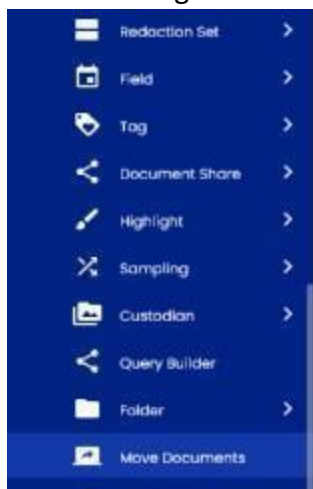 Redaction Set
Field
Tag
Document Share
Highlight
Sampling
Custodian
Query Builder
Folder
Move Documents